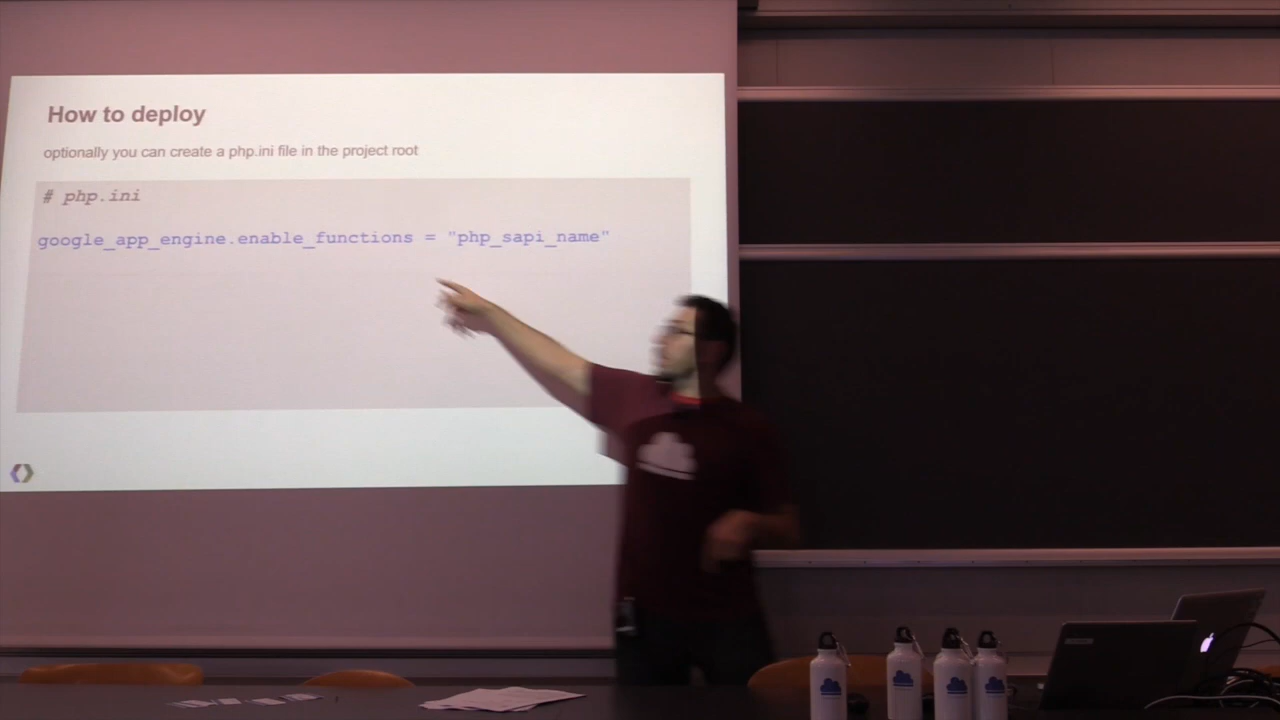 How to deploy
optionally you can create a php.ini file in the project root
# php.ini
google_app_engine.enable_functions = "php_sapi_name"